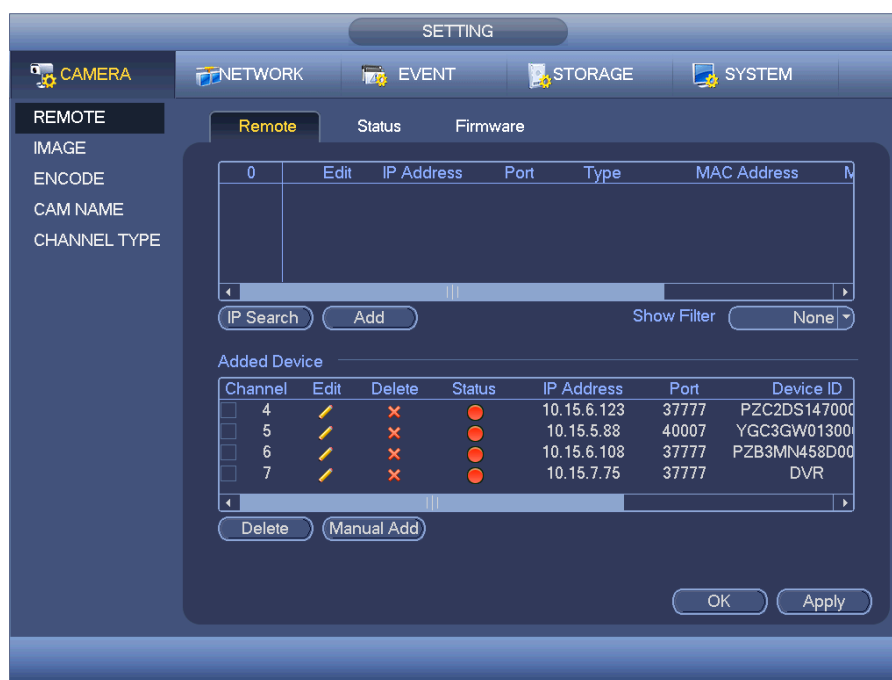 SETTING
CAMERA NETWORK EVENT STORAGE SYSTEM
REMOTE
IMAGE
ENCODE
CAM NAME
CHANNEL TYPE
Remote Status Firmware
0 Edit IP Address Port Type MAC Address M
IP Search Add Show Filter None
Added Device
Channel Edit Delete Status IP Address Port Device ID
4 10.15.6.123 37777 PZC2DS147000
5 10.15.5.88 40007 YGC3GW01300
6 10.15.6.108 37777 PZB3MN458D00
7 10.15.7.75 37777 DVR
Delete Manual Add
OK Apply